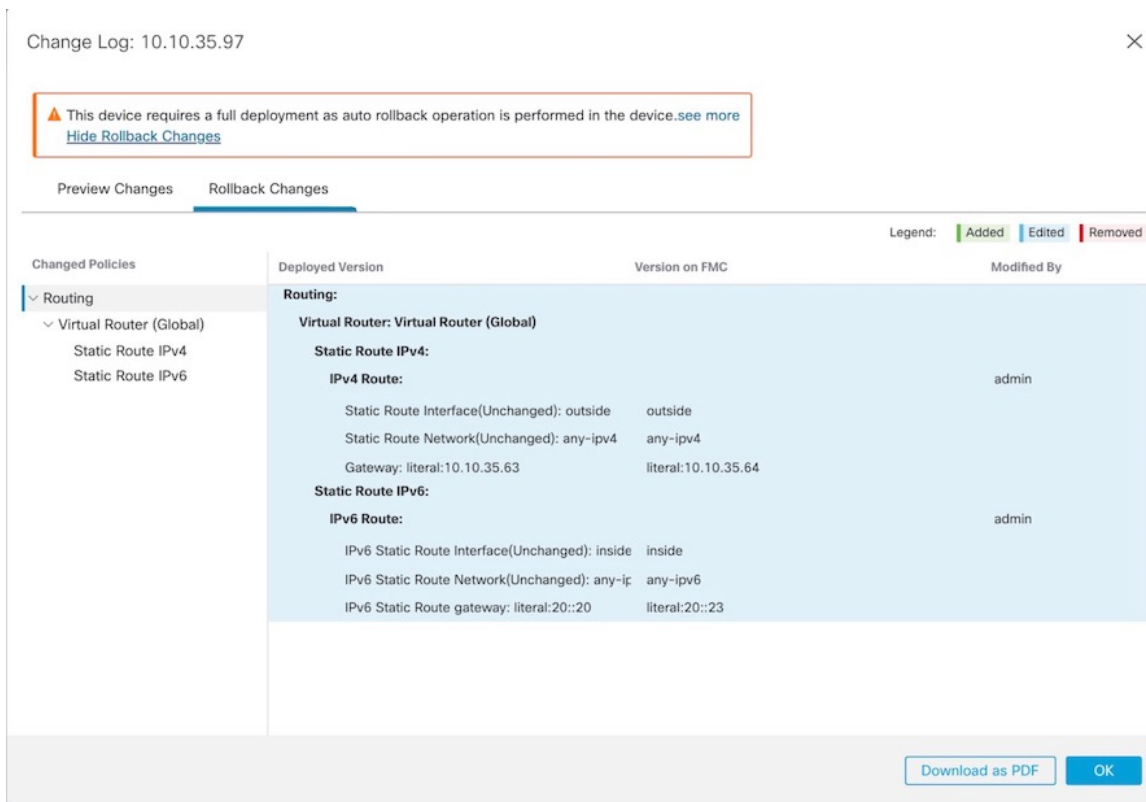 Change Log: 10.10.35.97
This device requires a full deployment as auto rollback operation is performed in the device.see more
Hide Rollback Changes
Preview Changes Rollback Changes
Legend: Added Edited Removed
Changed Policies Deployed Version Version on FMC Modified By
Routing Routing:
Virtual Router (Global) Virtual Router: Virtual Router (Global)
Static Route IPv4 Static Route IPv4:
Static Route IPv6 IPv4 Route: admin
Static Route Interface(Unchanged): outside outside
Static Route Network(Unchanged): any-ipv4 any-ipv4
Gateway: literal:10.10.35.63 literal:10.10.35.64
Static Route IPv6:
IPv6 Route: admin
IPv6 Static Route Interface(Unchanged): inside inside
IPv6 Static Route Network(Unchanged): any-ip any-ipv6
IPv6 Static Route gateway: literal:20::20 literal:20::23
Download as PDF OK